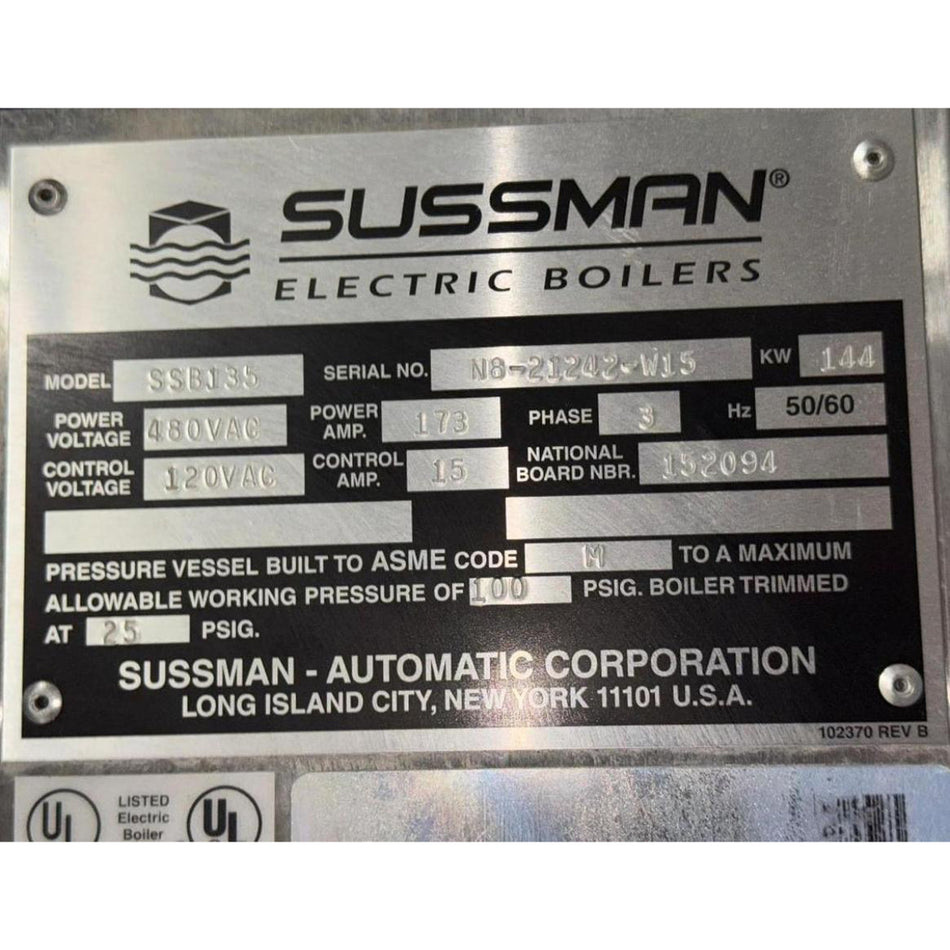 SUSSMAN®
ELECTRIC BOILERS
MODEL SSB135 SERIAL NO. N8-21242-W15 KW 144
POWER VOLTAGE 480VAC POWER AMP. 173 PHASE 3 Hz 50/60
CONTROL VOLTAGE 120VAC CONTROL AMP. 15 NATIONAL BOARD NBR. 152094
PRESSURE VESSEL BUILT TO ASME CODE M TO A MAXIMUM
ALLOWABLE WORKING PRESSURE OF 100 PSIG. BOILER TRIMMED
AT 25 PSIG.
SUSSMAN - AUTOMATIC CORPORATION
LONG ISLAND CITY, NEW YORK 11101 U.S.A.
102370 REV B
UL LISTED UL
Electric
Boiler